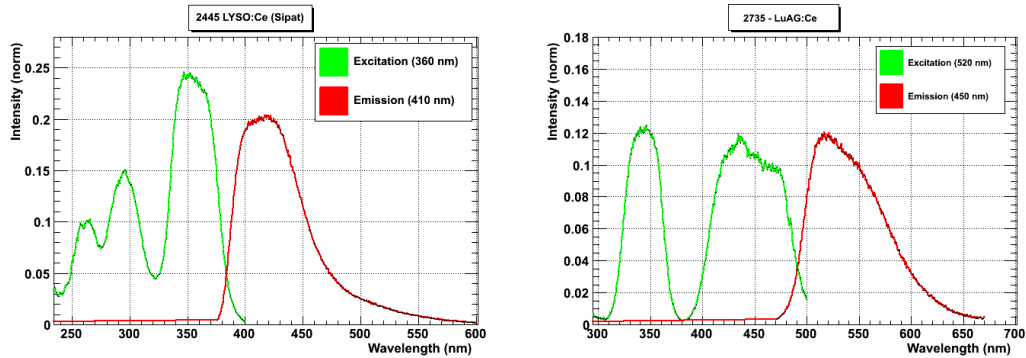 2445 LYSO:Ce (Sipat)
Intensity (norm)
0.25
0.2
0.15
0.1
0.05
0
Excitation (360 nm)
Emission (410 nm)
250 300 350 400 450 500 550 600
Wavelength (nm)
2735 - LuAG:Ce
Intensity (norm)
0.18
0.16
0.14
0.12
0.1
0.08
0.06
0.04
0.02
0
Excitation (520 nm)
Emission (450 nm)
300 350 400 450 500 550 600 650 700
Wavelength (nm)